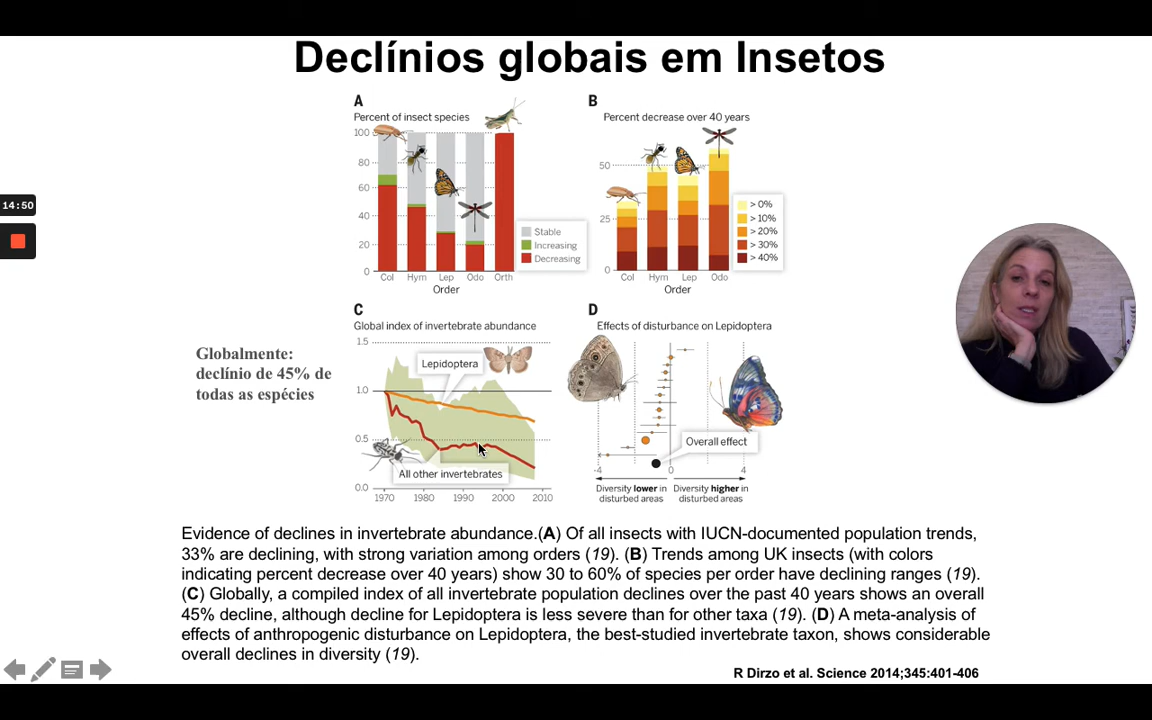 Declínios globais em Insetos
A
Percent of insect species
100
80
60
40
20
0
Col Hym Lep Odo Orth
Order
Stable
Increasing
Decreasing
B
Percent decrease over 40 years
50
25
0
Col Hym Lep Odo
Order
> 0%
> 10%
> 20%
> 30%
> 40%
14:50
C
Global index of invertebrate abundance
1.5
1.0
0.5
0.0
Lepidoptera
All other invertebrates
1970 1980 1990 2000 2010
D
Effects of disturbance on Lepidoptera
Overall effect
-4 0 4
Diversity lower in
disturbed areas
Diversity higher in
disturbed areas
Globalmente:
declínio de 45% de
todas as espécies
Evidence of declines in invertebrate abundance.(A) Of all insects with IUCN-documented population trends,
33% are declining, with strong variation among orders (19). (B) Trends among UK insects (with colors
indicating percent decrease over 40 years) show 30 to 60% of species per order have declining ranges (19).
(C) Globally, a compiled index of all invertebrate population declines over the past 40 years shows an overall
45% decline, although decline for Lepidoptera is less severe than for other taxa (19). (D) A meta-analysis of
effects of anthropogenic disturbance on Lepidoptera, the best-studied invertebrate taxon, shows considerable
overall declines in diversity (19).
R Dirzo et al. Science 2014;345:401-406